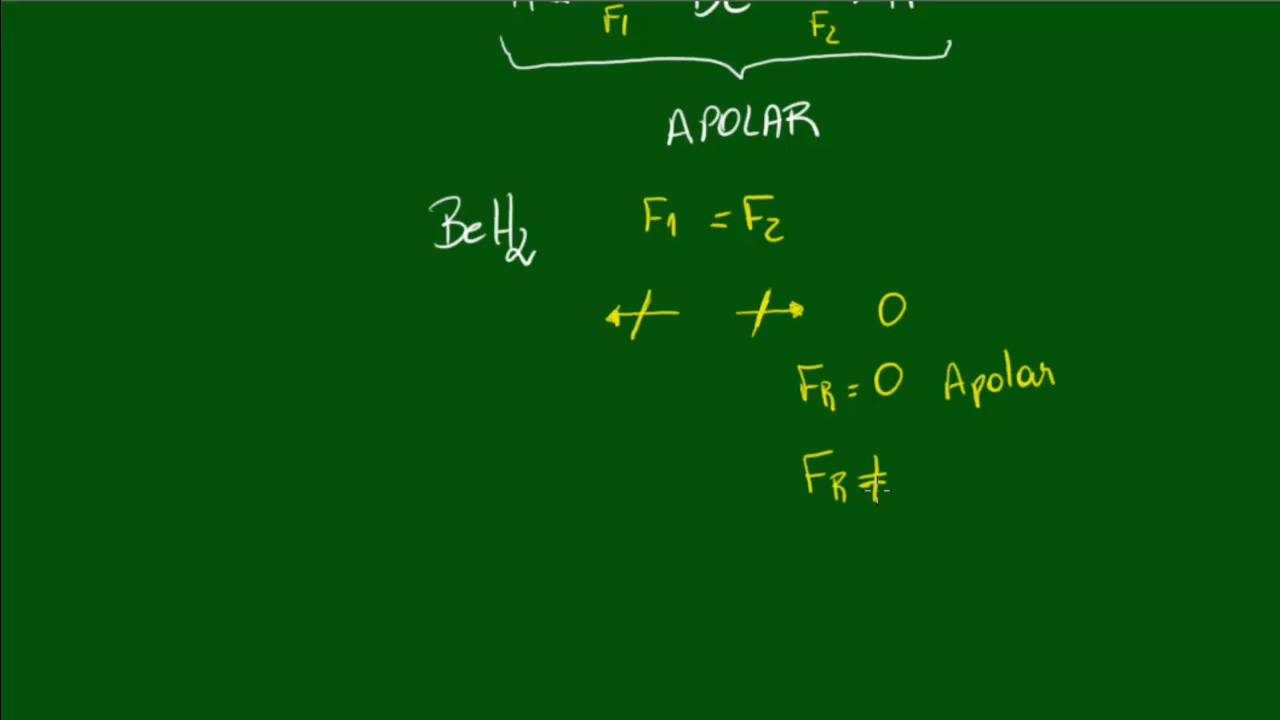 F1 F2
APOLAR
BeH2 F1 = F2
0
FR = 0 Apolar
FR ≠